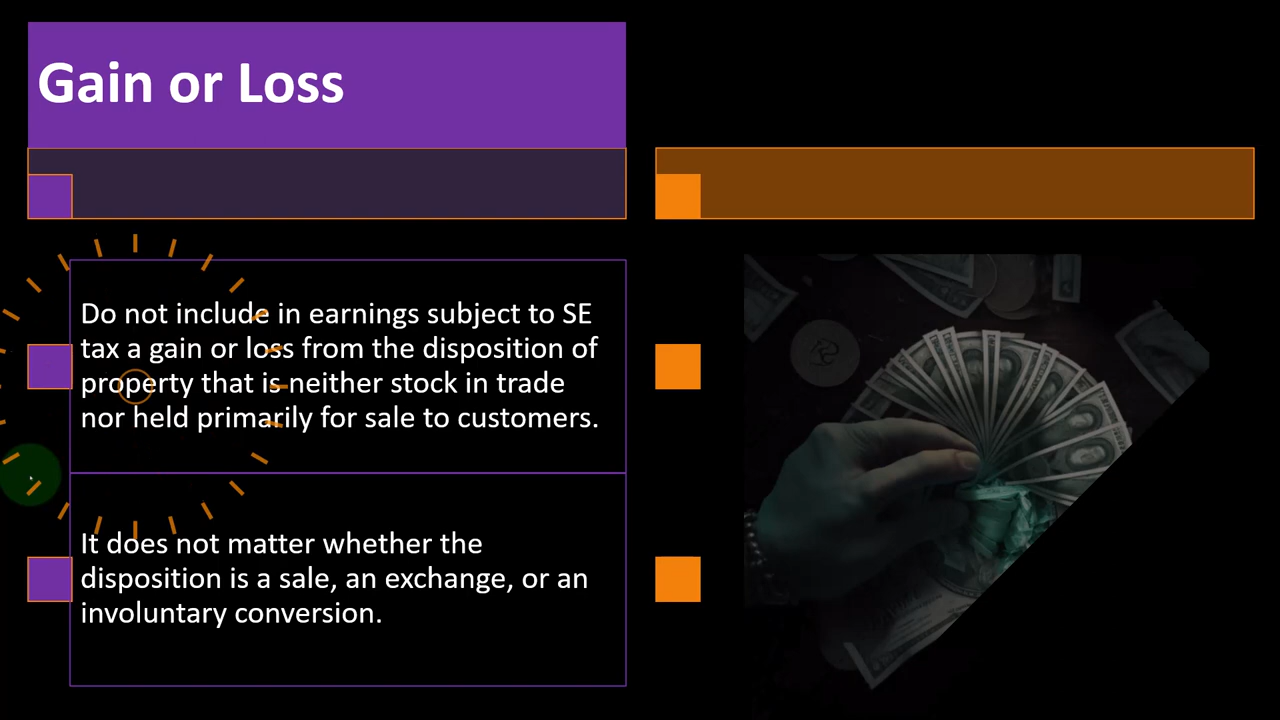 Gain or Loss
Do not include in earnings subject to SE
tax a gain or loss from the disposition of
property that is neither stock in trade
nor held primarily for sale to customers.
It does not matter whether the
disposition is a sale, an exchange, or an
involuntary conversion.